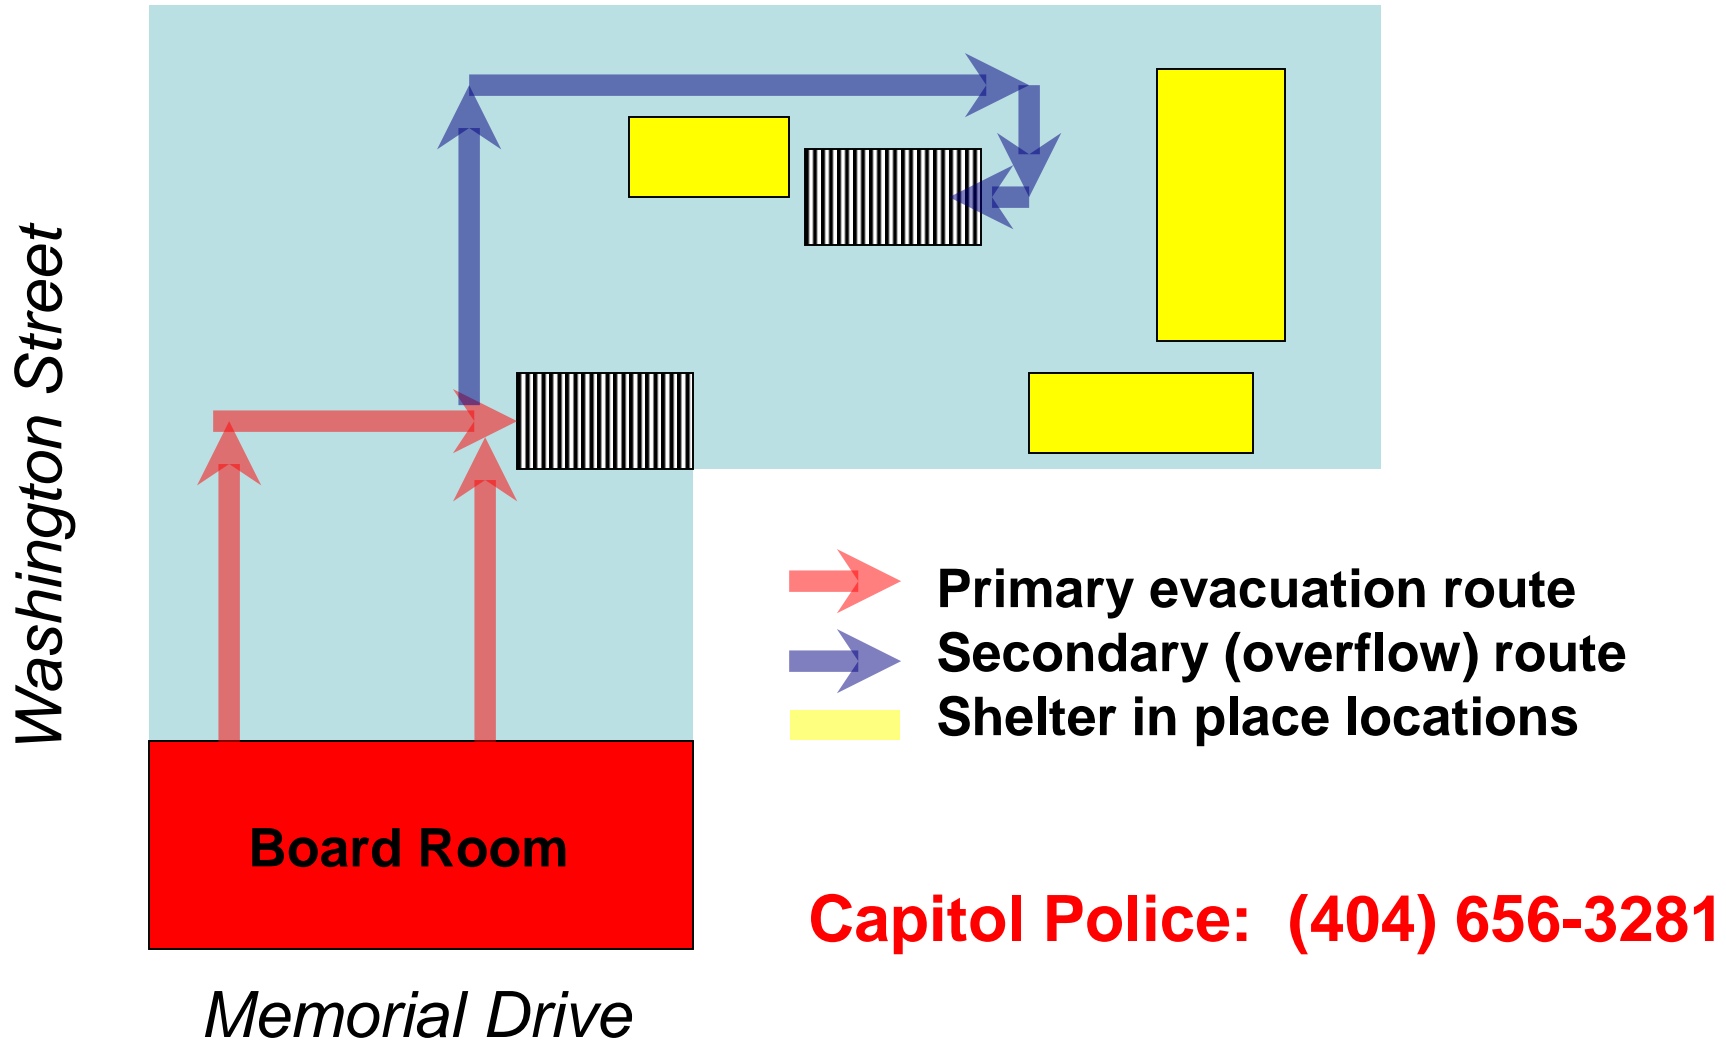 Washington Street
Primary evacuation route
Secondary (overflow) route
Shelter in place locations
Board Room
Capitol Police:  (404) 656-3281
Memorial Drive